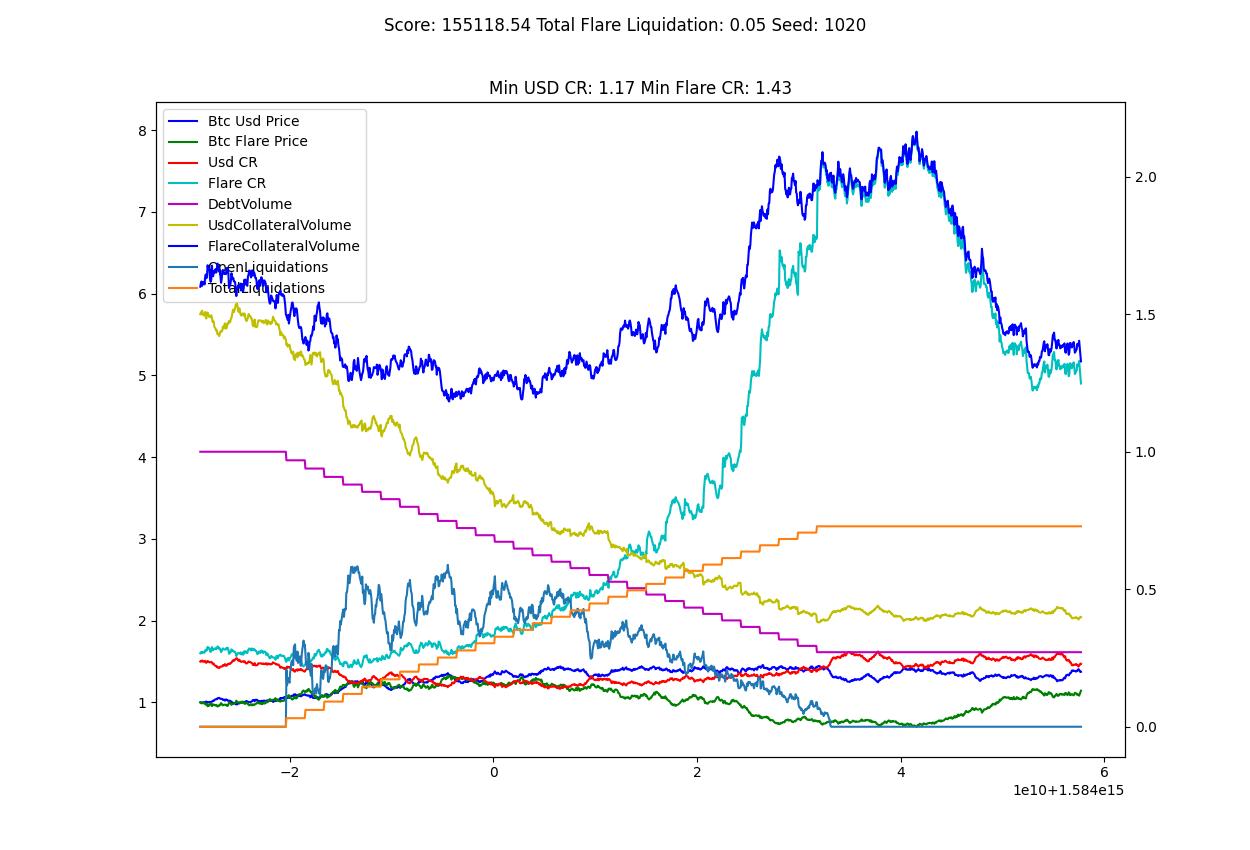 Score: 155118.54 Total Flare Liquidation: 0.05 Seed: 1020
Min USD CR: 1.17 Min Flare CR: 1.43
Btc Usd Price
Btc Flare Price
Usd CR
Flare CR
DebtVolume
UsdCollateralVolume
FlareCollateralVolume
OpenLiquidations
TotalLiquidations
8
7
6
5
4
3
2
1
2.0
1.5
1.0
0.5
0.0
−2
0
2
4
6
1e10+1.584e15